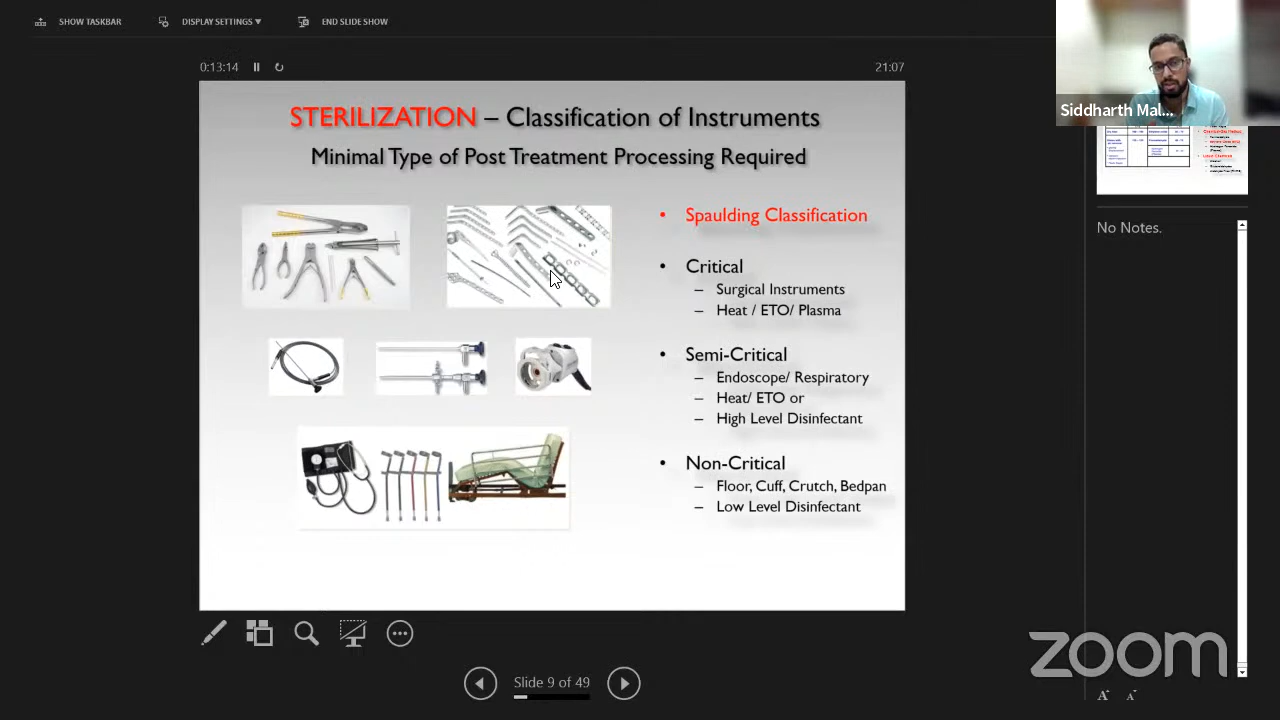 SHOW TASKBAR
DISPLAY SETTINGS ▼
END SLIDE SHOW
0:13:14
21:07
Siddharth Mal...
STERILIZATION – Classification of Instruments
Minimal Type of Post Treatment Processing Required
• Spaulding Classification
• Critical
– Surgical Instruments
– Heat / ETO/ Plasma
• Semi-Critical
– Endoscope/ Respiratory
– Heat/ ETO or
– High Level Disinfectant
• Non-Critical
– Floor, Cuff, Crutch, Bedpan
– Low Level Disinfectant
No Notes.
Slide 9 of 49
zoom
A A